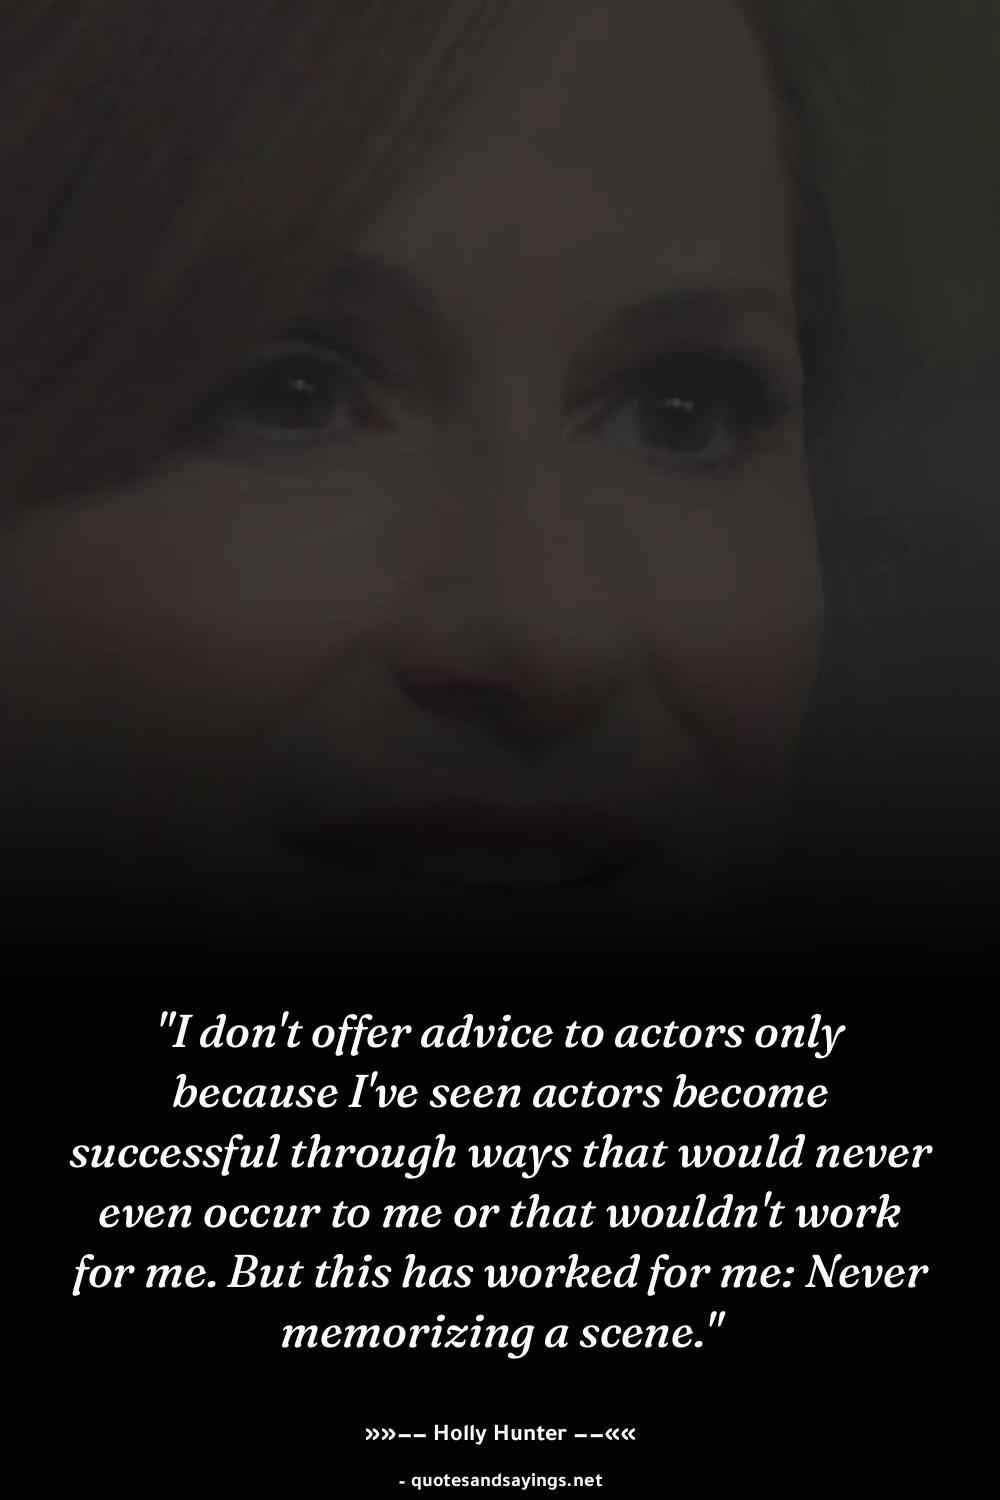 "I don't offer advice to actors only
because I've seen actors become
successful through ways that would never
even occur to me or that wouldn't work
for me. But this has worked for me: Never
memorizing a scene."
»»−− Holly Hunter −−««
- quotesandsayings.net